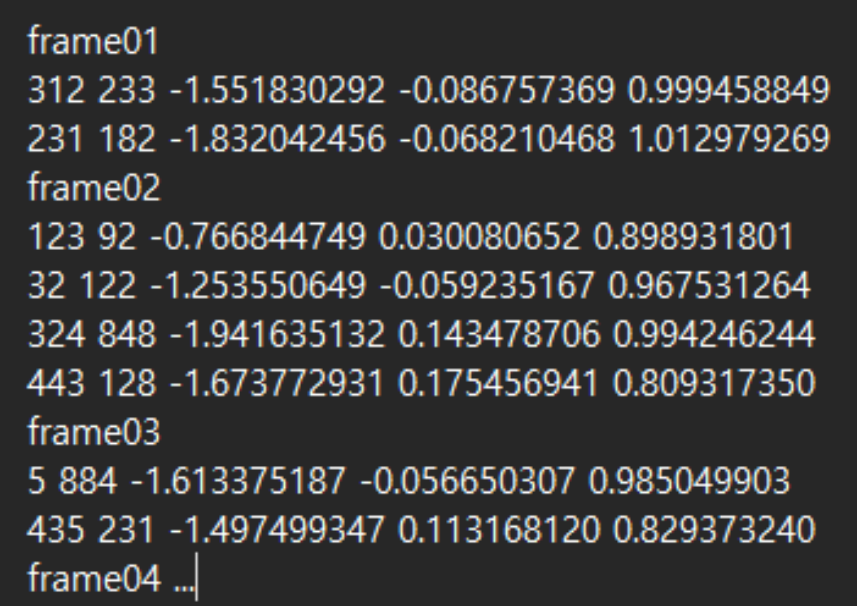 frame01
312 233 -1.551830292 -0.086757369 0.999458849
231 182 -1.832042456 -0.068210468 1.012979269
frame02
123 92 -0.766844749 0.030080652 0.898931801
32 122 -1.253550649 -0.059235167 0.967531264
324 848 -1.941635132 0.143478706 0.994246244
443 128 -1.673772931 0.175456941 0.809317350
frame03
5 884 -1.613375187 -0.056650307 0.985049903
435 231 -1.497499347 0.113168120 0.829373240
frame04 ...